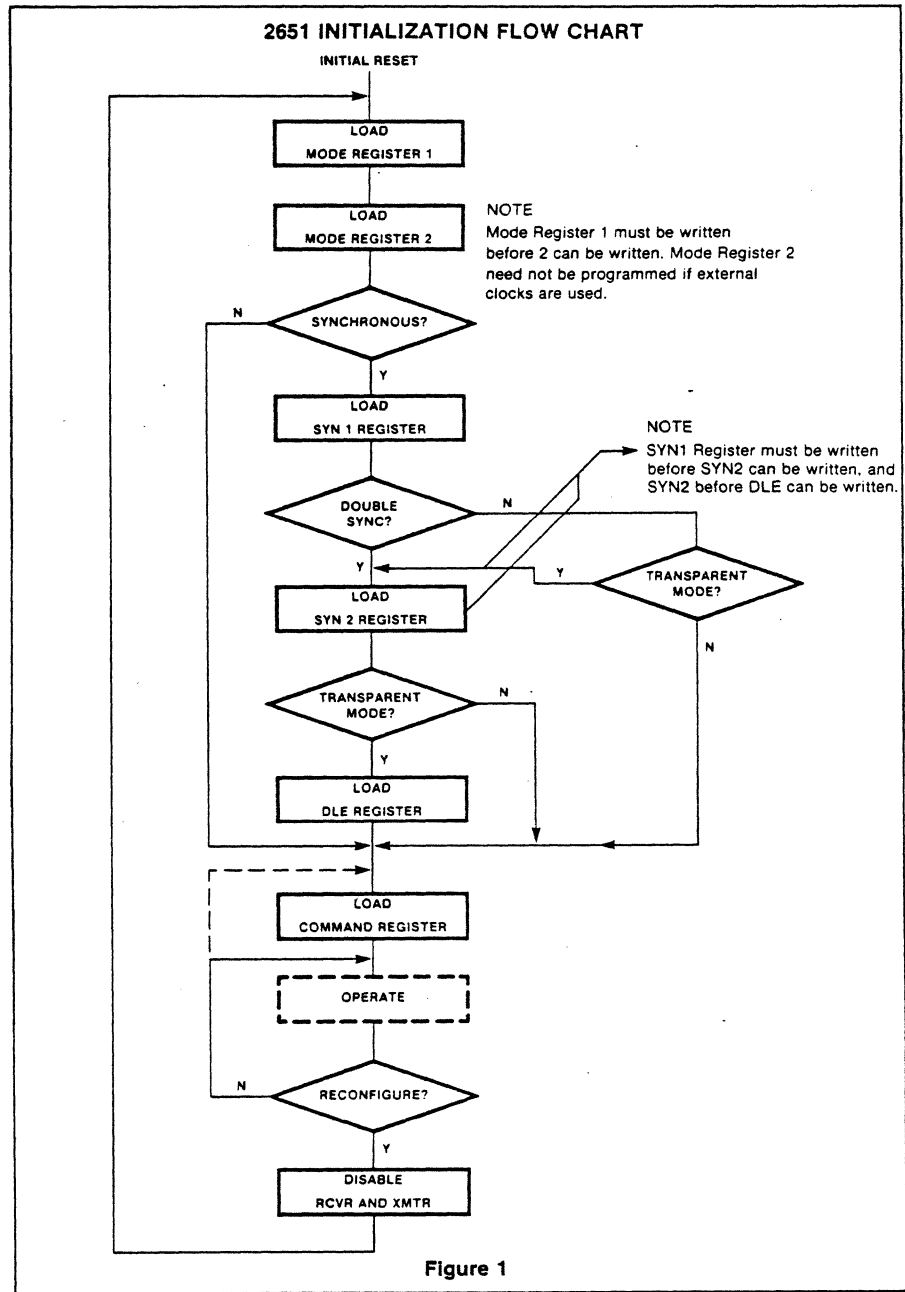 2651 INITIALIZATION FLOW CHART
INITIAL RESET
LOAD
MODE REGISTER 1
LOAD
MODE REGISTER 2
NOTE
Mode Register 1 must be written
before 2 can be written. Mode Register 2
need not be programmed if external
clocks are used.
N
SYNCHRONOUS?
Y
LOAD
SYN 1 REGISTER
NOTE
SYN1 Register must be written
before SYN2 can be written, and
SYN2 before DLE can be written.
DOUBLE
SYNC?
N
Y
Y
TRANSPARENT
MODE?
LOAD
SYN 2 REGISTER
N
TRANSPARENT
MODE?
N
Y
LOAD
DLE REGISTER
LOAD
COMMAND REGISTER
OPERATE
N
RECONFIGURE?
Y
DISABLE
RCVR AND XMTR
Figure 1